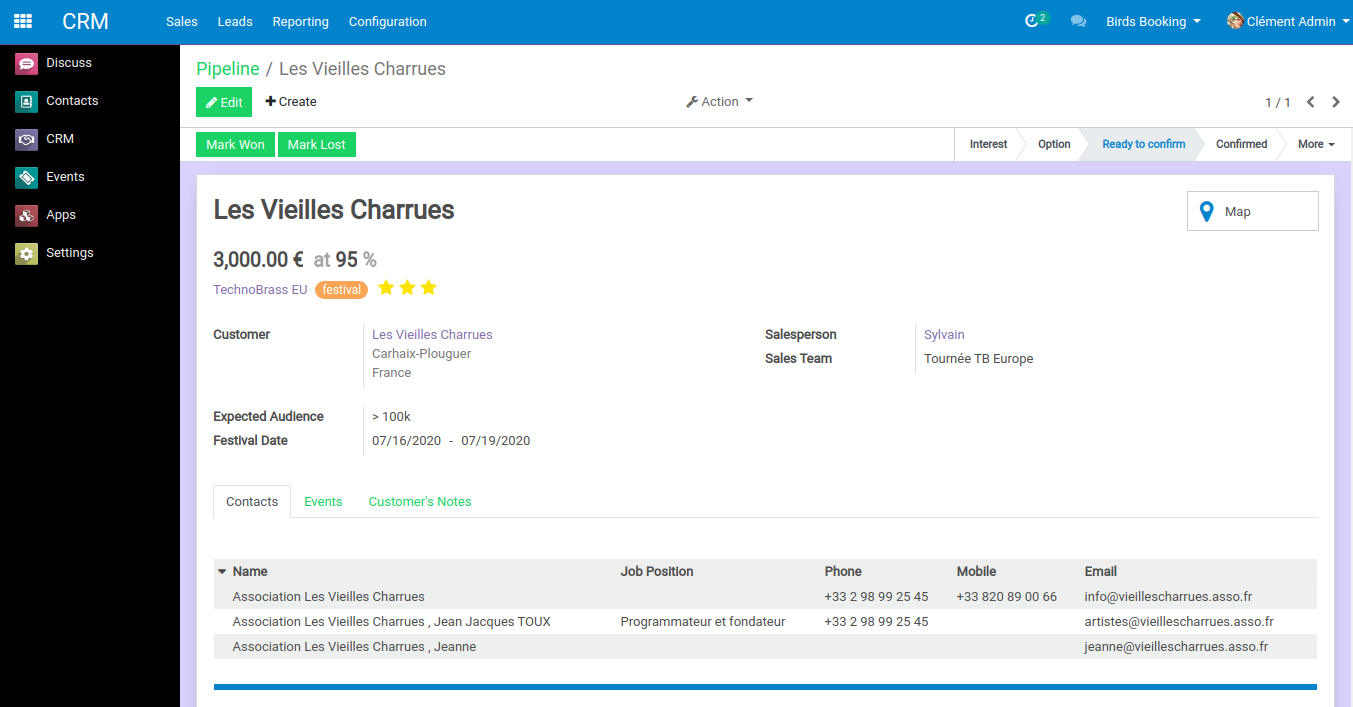 CRM Sales Leads Reporting Configuration 2 Birds Booking Clément Admin
Discuss
Contacts
CRM
Events
Apps
Settings
Pipeline / Les Vieilles Charrues
Edit Create Action 1 / 1
Mark Won Mark Lost Interest Option Ready to confirm Confirmed More
Les Vieilles Charrues
Map
3,000.00 € at 95 %
TechnoBrass EU festival
Customer Les Vieilles Charrues Salesperson Sylvain
Carhaix-Plouguer
France
Sales Team Tournée TB Europe
Expected Audience > 100k
Festival Date 07/16/2020 - 07/19/2020
Contacts Events Customer's Notes
Name Job Position Phone Mobile Email
Association Les Vieilles Charrues +33 2 98 99 25 45 +33 820 89 00 66 info@vieillescharrues.asso.fr
Association Les Vieilles Charrues , Jean Jacques TOUX Programmateur et fondateur +33 2 98 99 25 45 artistes@vieillescharrues.asso.fr
Association Les Vieilles Charrues , Jeanne jeanne@vieillescharrues.asso.fr